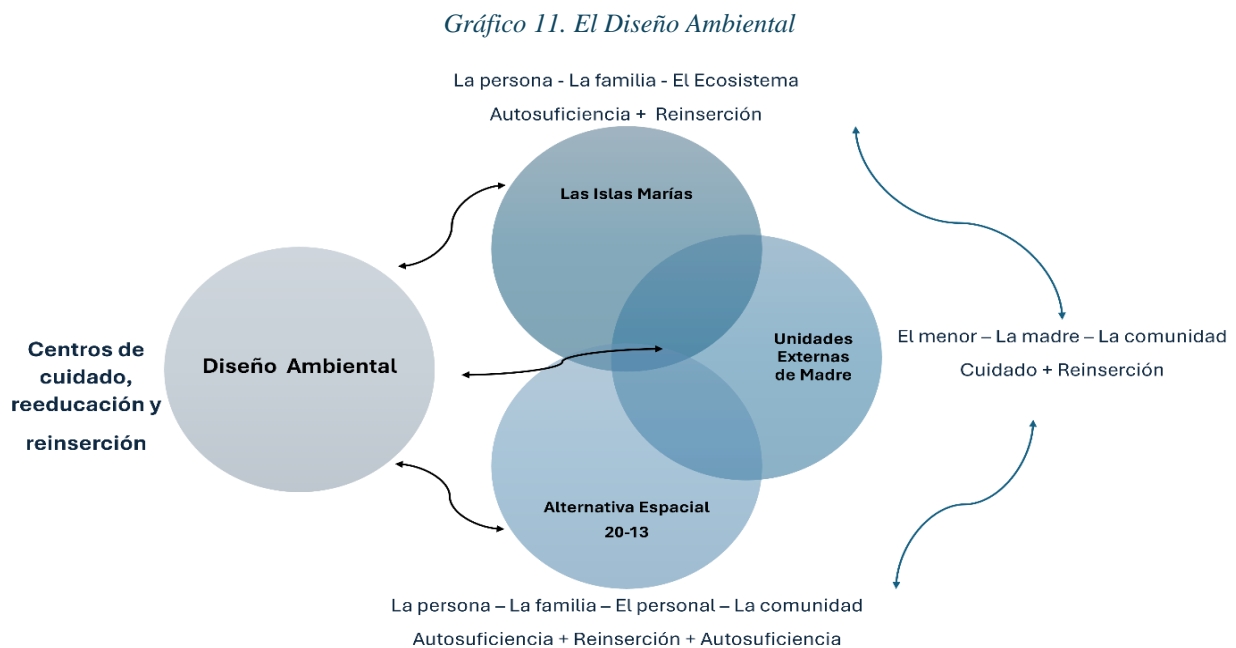 Gráfico 11. El Diseño Ambiental
La persona - La familia - El Ecosistema
Autosuficiencia + Reinserción
Las Islas Marías
Centros de
cuidado,
reeducación y
reinserción
Diseño Ambiental
Unidades
Externas
de Madre
El menor – La madre – La comunidad
Cuidado + Reinserción
Alternativa Espacial
20-13
La persona – La familia – El personal – La comunidad
Autosuficiencia + Reinserción + Autosuficiencia